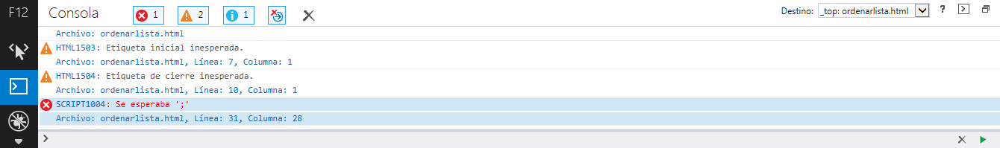 F12 Consola 1 2 1 Destino: _top: ordenarlista.html ?
Archivo: ordenarlista.html
HTML1503: Etiqueta inicial inesperada.
Archivo: ordenarlista.html, Línea: 7, Columna: 1
HTML1504: Etiqueta de cierre inesperada.
Archivo: ordenarlista.html, Línea: 10, Columna: 1
SCRIPT1004: Se esperaba ';'
Archivo: ordenarlista.html, Línea: 31, Columna: 28